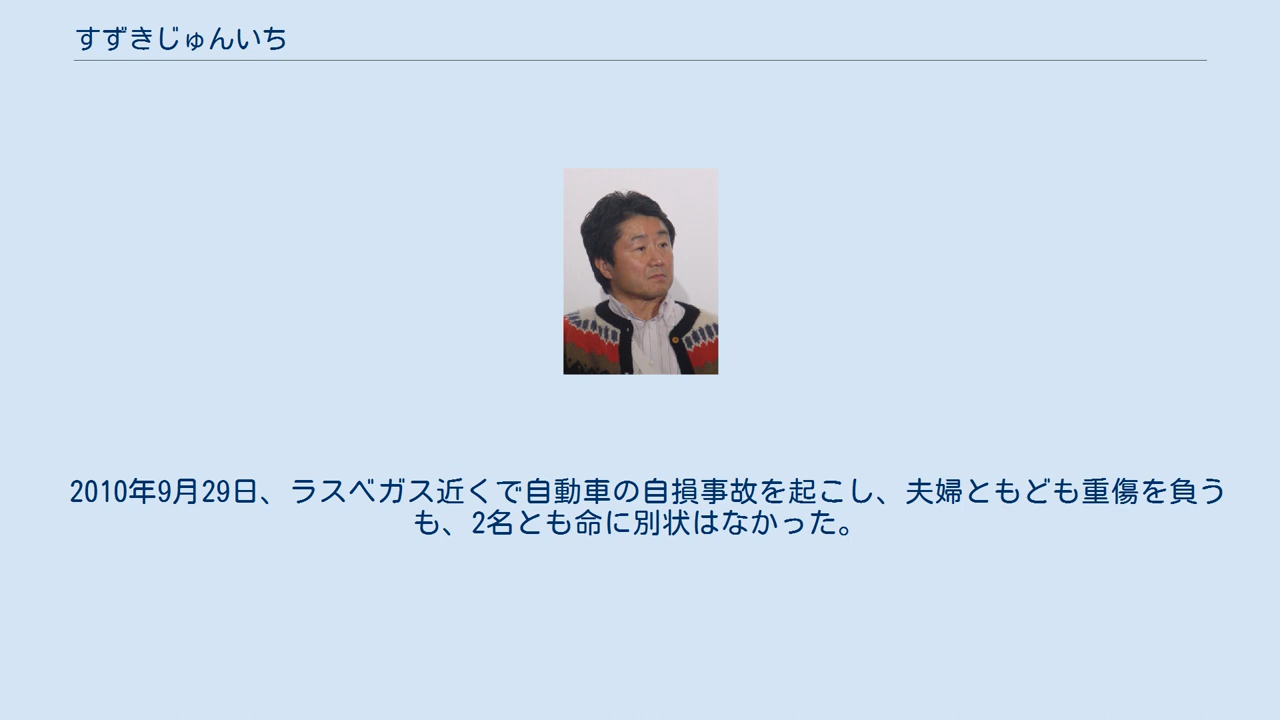 すずきじゅんいち
2010年9月29日、ラスベガス近くで自動車の自損事故を起こし、夫婦ともども重傷を負う
も、2名とも命に別状はなかった。